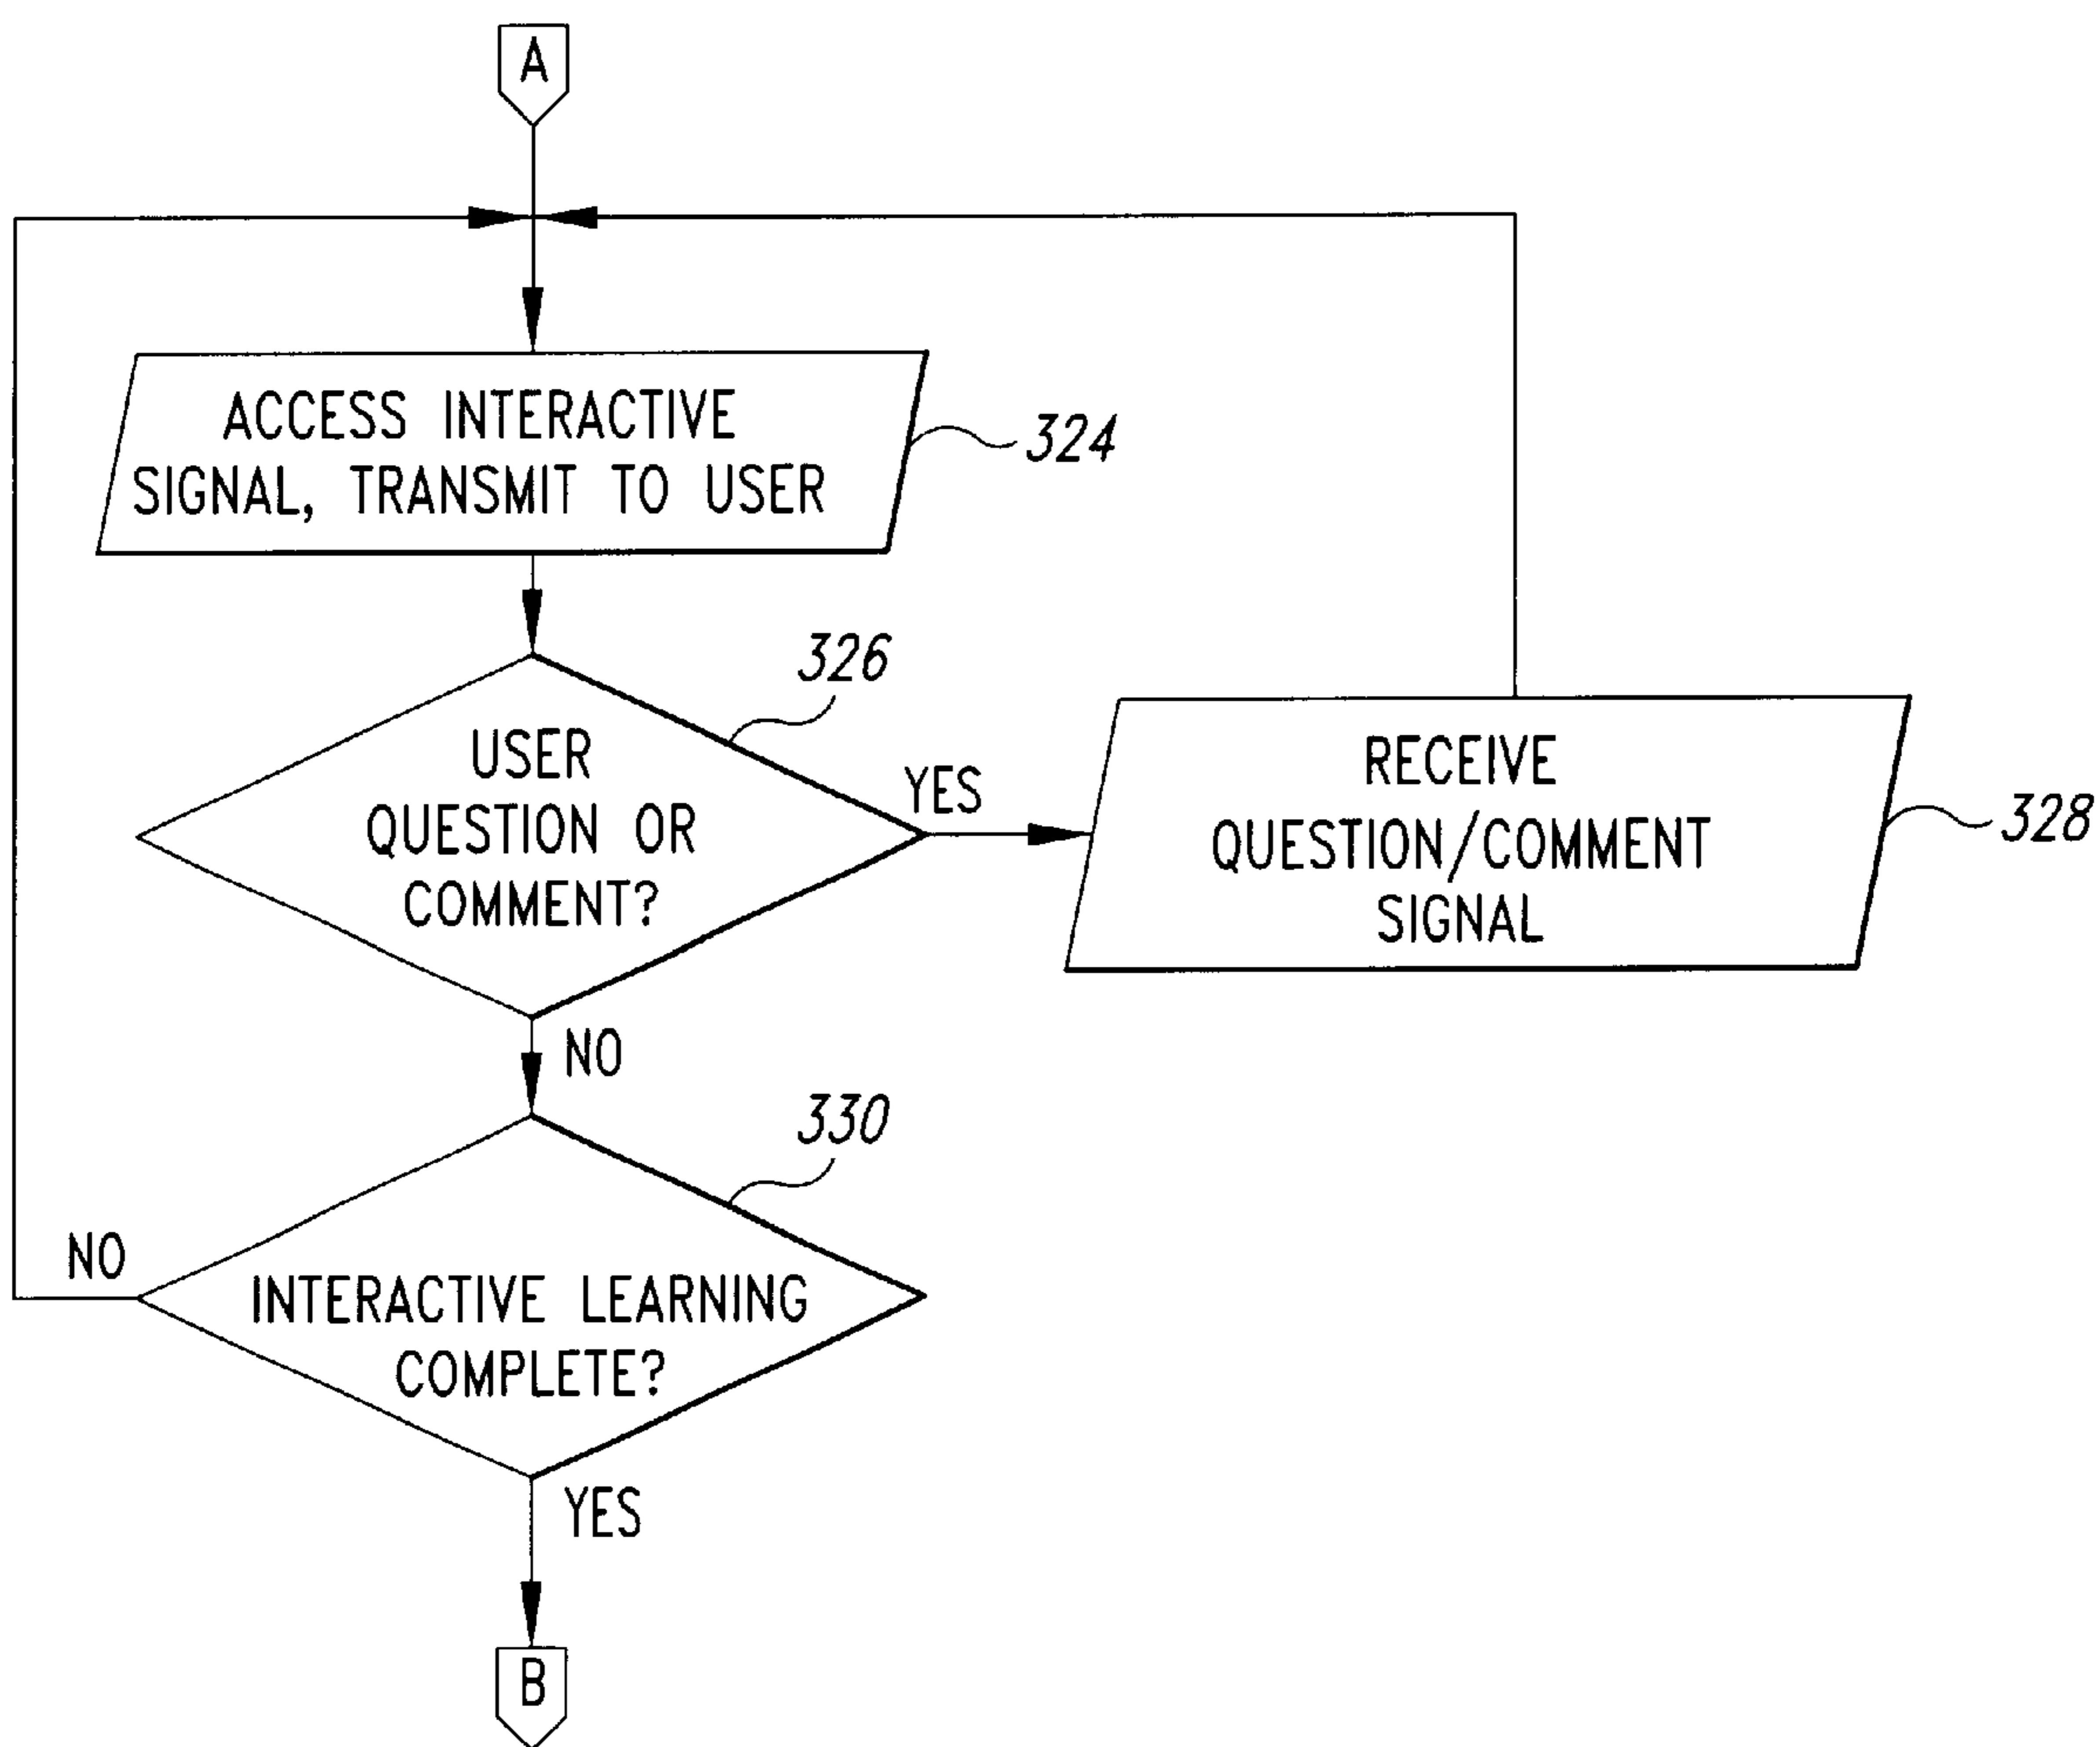 A
ACCESS INTERACTIVE
SIGNAL, TRANSMIT TO USER
324
326
USER
QUESTION OR
COMMENT?
YES
RECEIVE
QUESTION/COMMENT
SIGNAL
328
NO
330
NO
INTERACTIVE LEARNING
COMPLETE?
YES
B